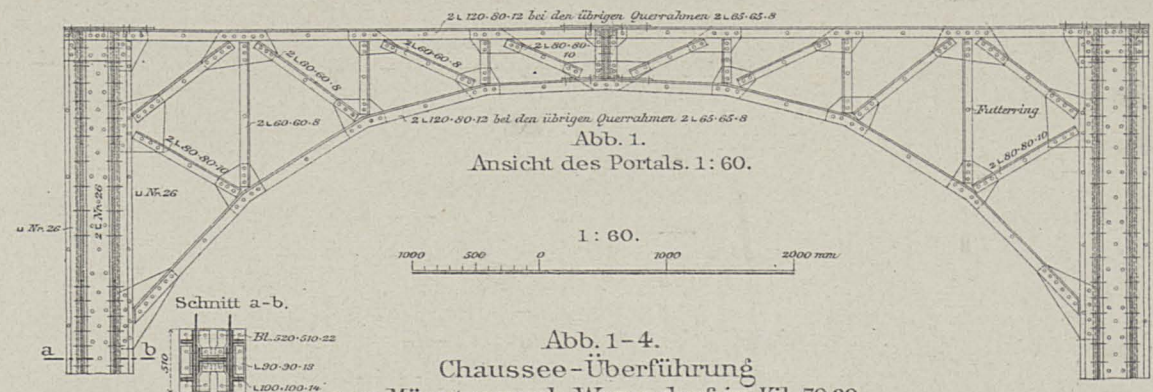 2∟120·80·12 bei den übrigen Querrahmen 2∟65·65·8
2∟60·60·8
2∟60·60·8
2∟80·80·10
2∟60·60·8
2∟120·80·12 bei den übrigen Querrahmen 2∟65·65·8
Futterring
2∟80·80·10
2∟80·80·10
Abb. 1.
Ansicht des Portals. 1:60.
⊔ Nr. 26
2⊔ Nr. 26
⊔ Nr. 26
1:60.
1000 500 0 1000 2000 mm
Schnitt a-b.
a b
Bl. 520·510·22
510
∟90·90·13
∟100·100·14
Abb. 1-4.
Chaussee-Überführung